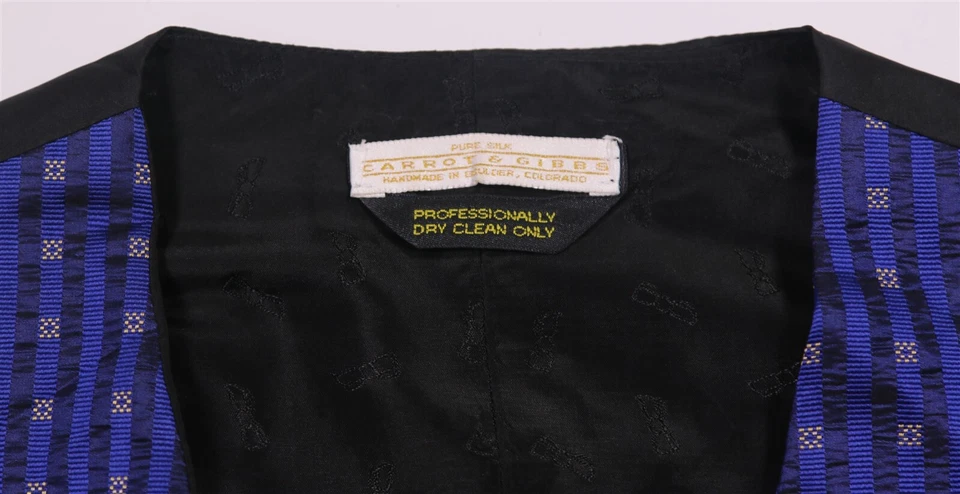 PURE SILK
CARROT & GIBBS
HANDMADE IN BOULDER, COLORADO
PROFESSIONALLY
DRY CLEAN ONLY